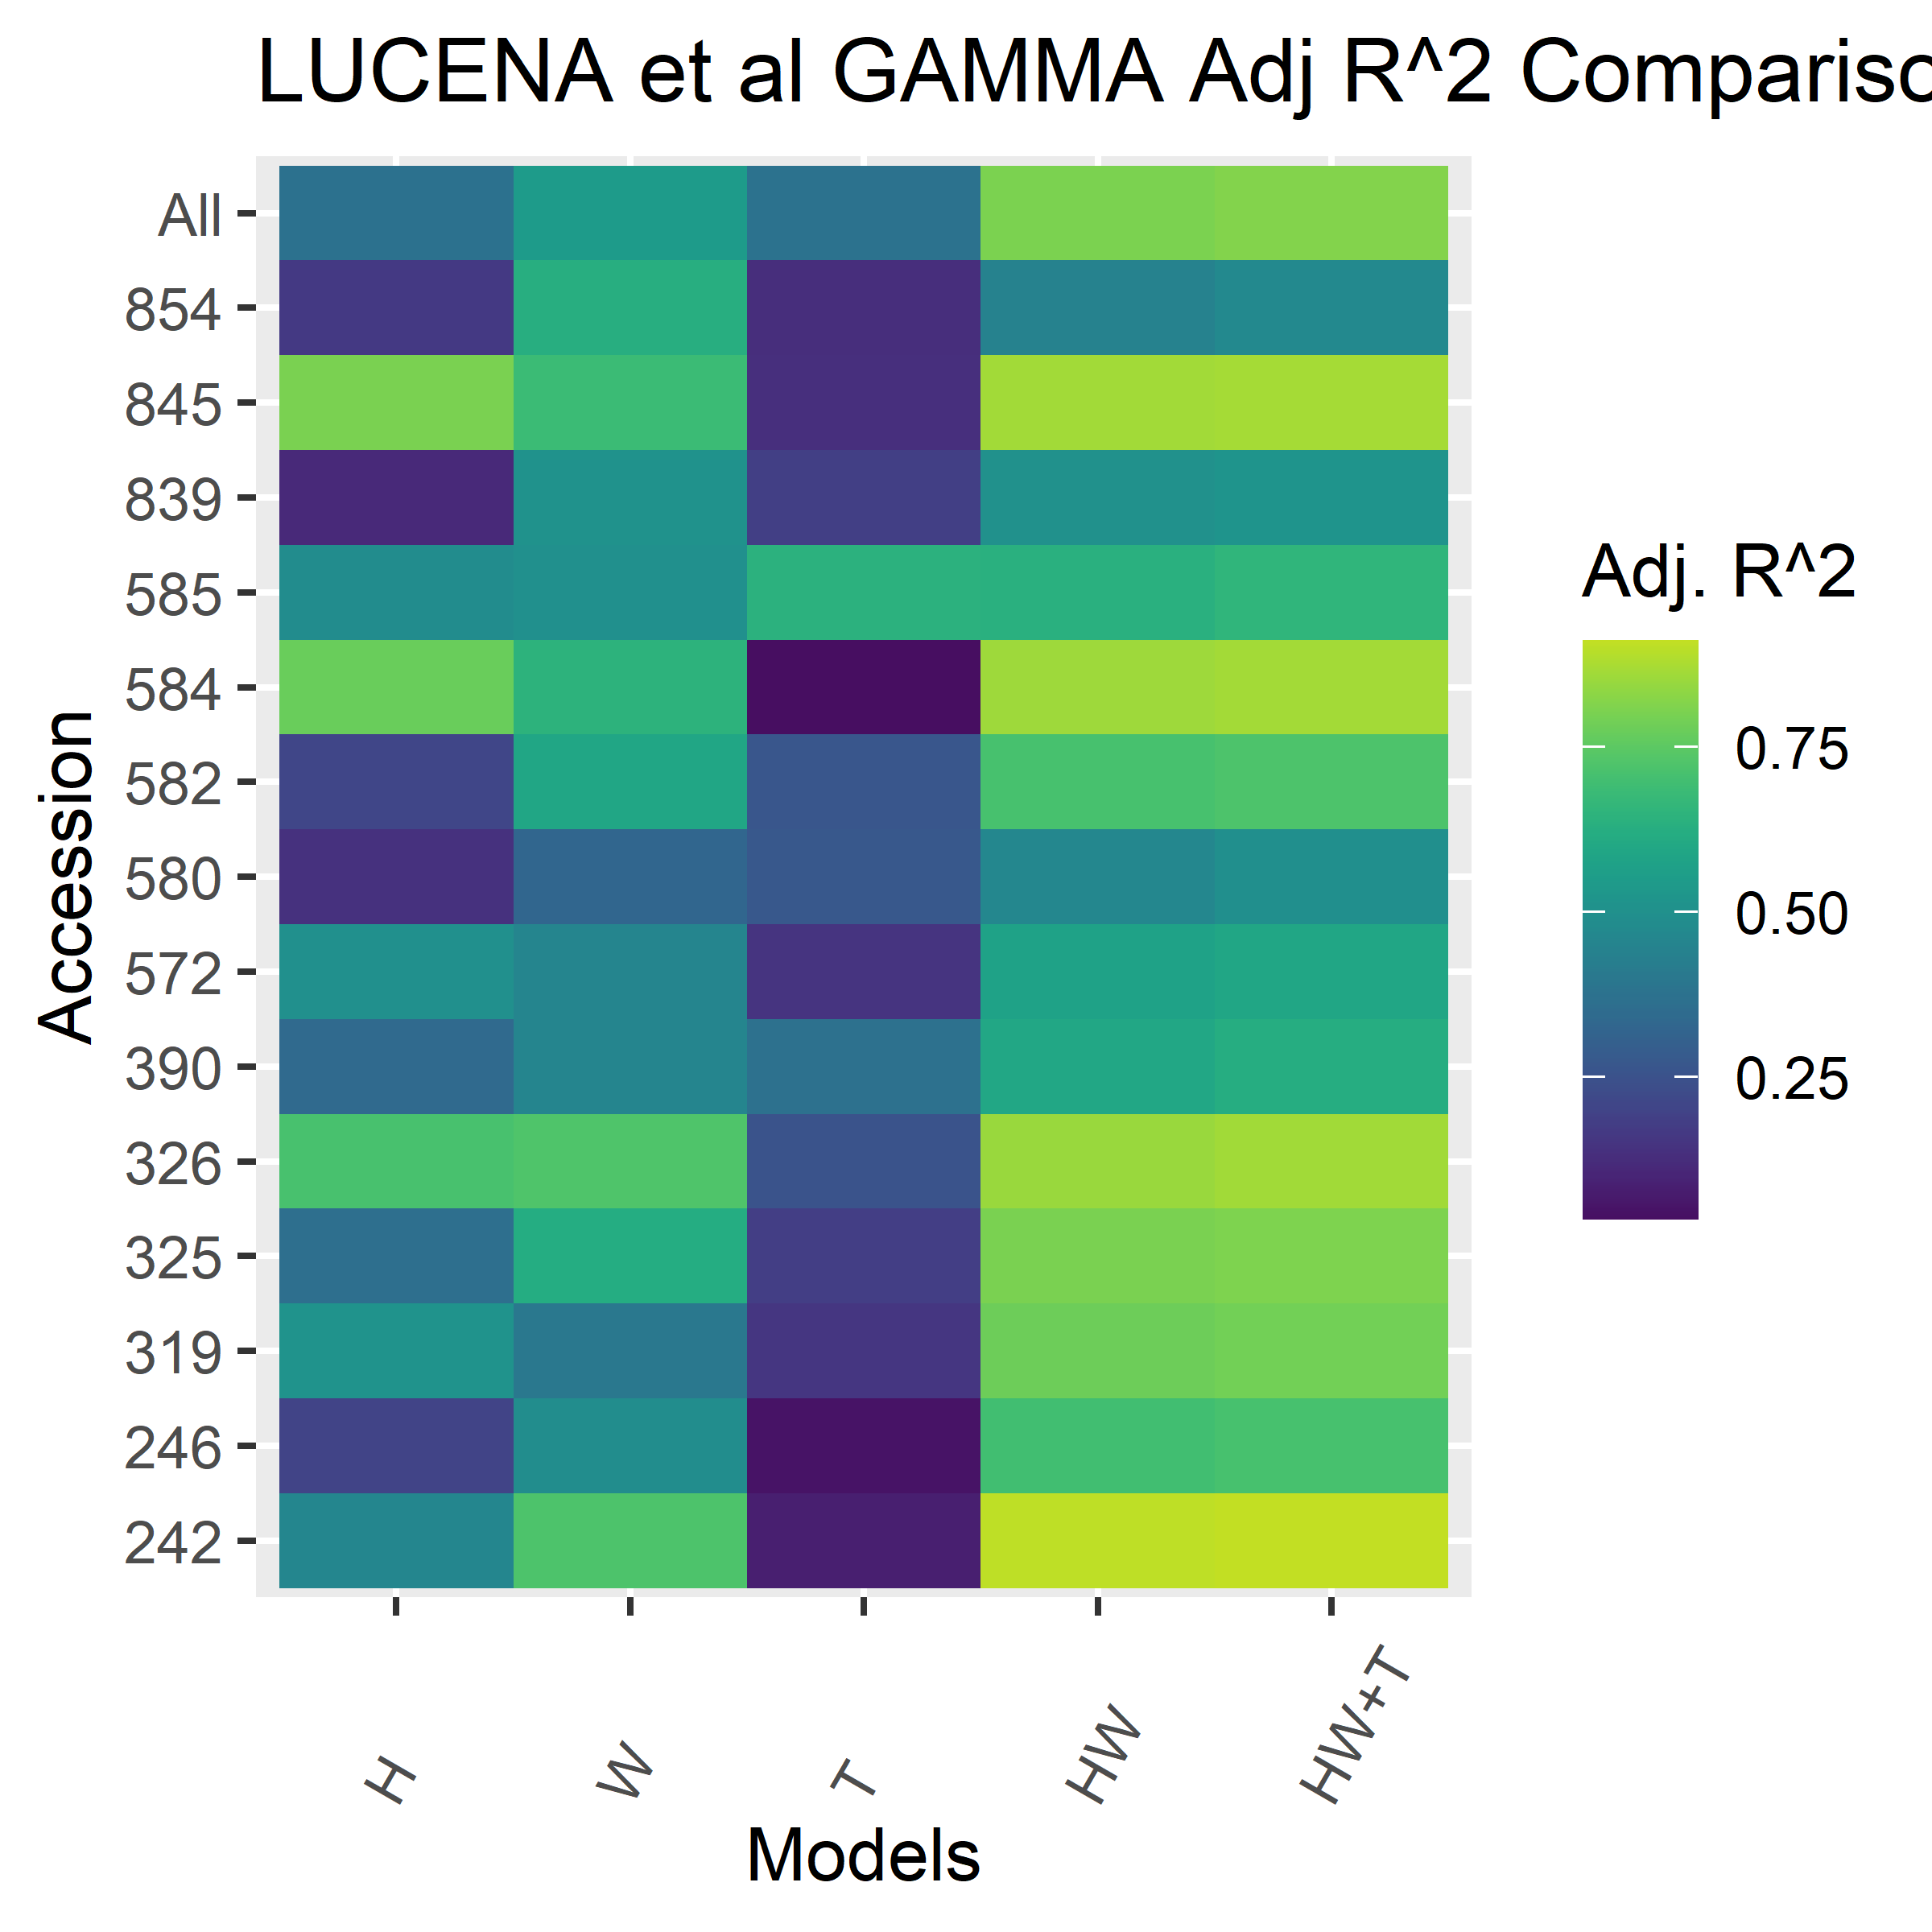 LUCENA et al GAMMA Adj R^2 Compariso
All
854
845
839
585
584
582
580
572
390
326
325
319
246
242
Accession
H
W
T
HW
HW+T
Models
Adj. R^2
0.75
0.50
0.25